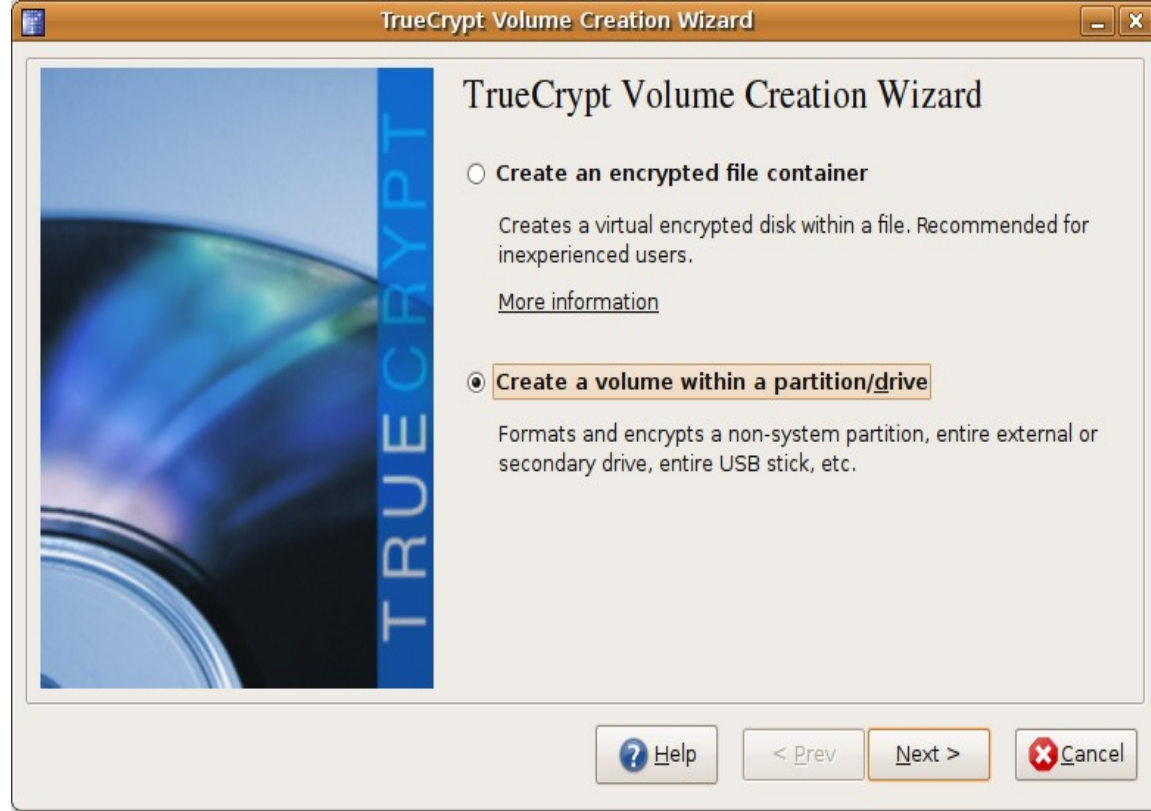 TrueCrypt Volume Creation Wizard
TRUECRYPT
TrueCrypt Volume Creation Wizard
Create an encrypted file container
Creates a virtual encrypted disk within a file. Recommended for
inexperienced users.
More information
Create a volume within a partition/drive
Formats and encrypts a non-system partition, entire external or
secondary drive, entire USB stick, etc.
Help
< Prev
Next >
Cancel